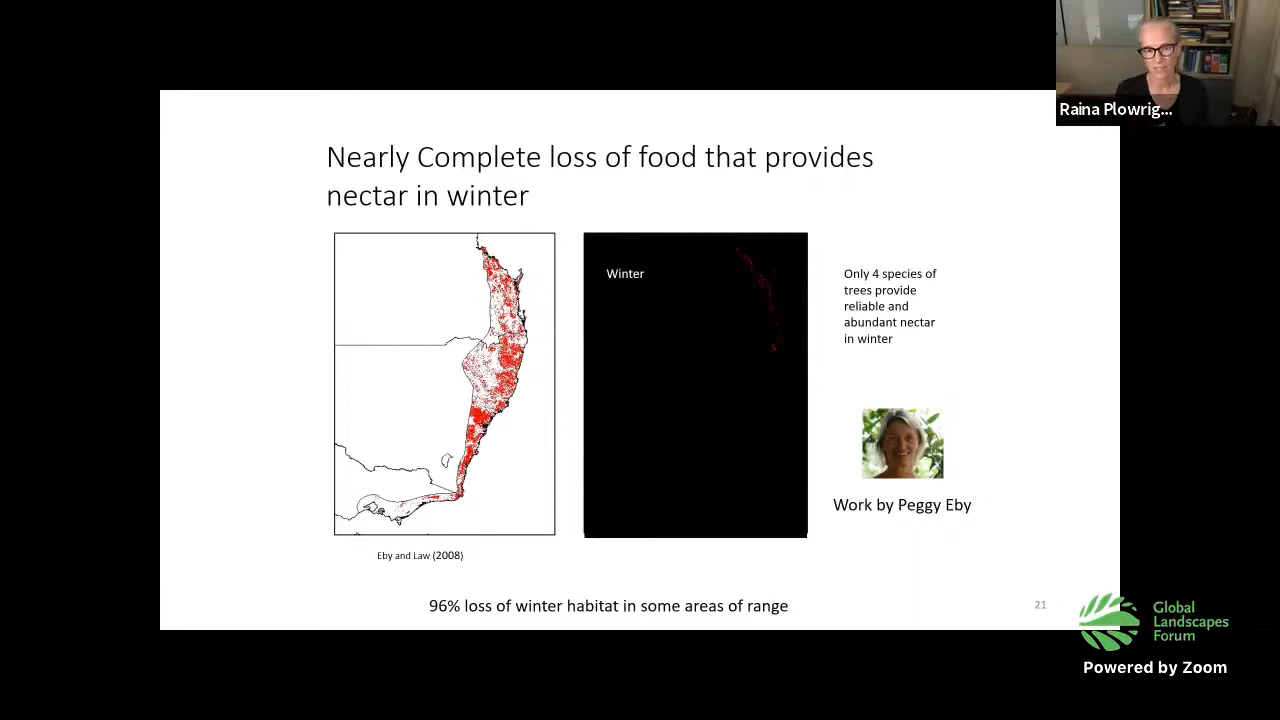 Raina Plowrig...
Nearly Complete loss of food that provides
nectar in winter
Winter
Only 4 species of
trees provide
reliable and
abundant nectar
in winter
Work by Peggy Eby
Eby and Law (2008)
96% loss of winter habitat in some areas of range
21
Global
Landscapes
Forum
Powered by Zoom